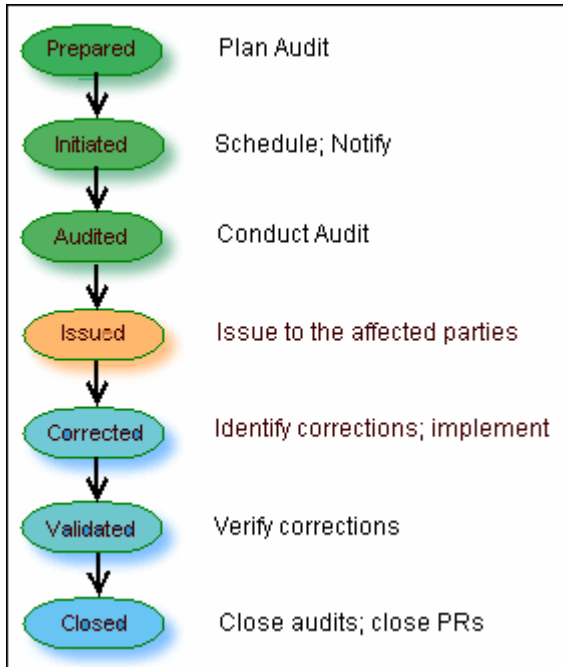 Prepared Plan Audit
Initiated Schedule; Notify
Audited Conduct Audit
Issued Issue to the affected parties
Corrected Identify corrections; implement
Validated Verify corrections
Closed Close audits; close PRs